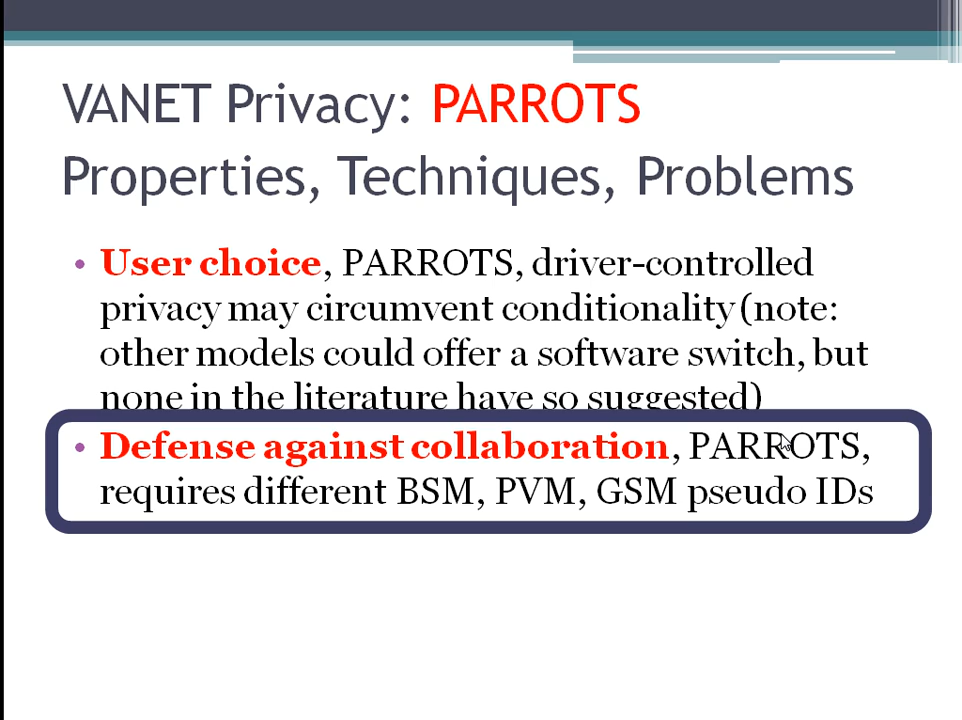 VANET Privacy: PARROTS
Properties, Techniques, Problems
• User choice, PARROTS, driver-controlled
privacy may circumvent conditionality (note:
other models could offer a software switch, but
none in the literature have so suggested)
• Defense against collaboration, PARROTS,
requires different BSM, PVM, GSM pseudo IDs